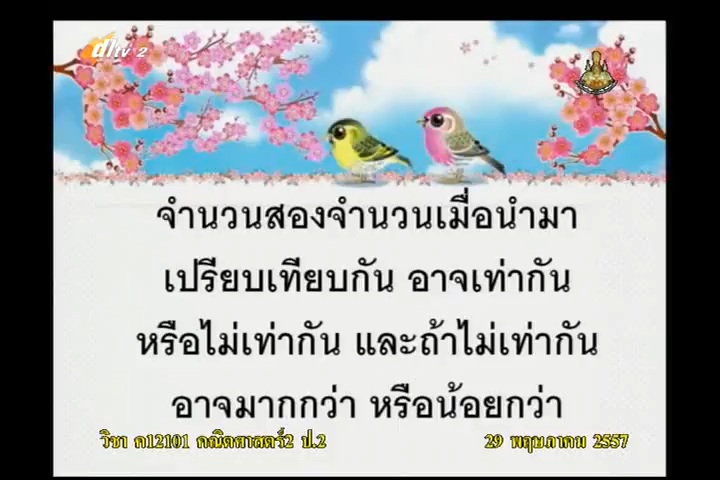 dltv 2
จำนวนสองจำนวนเมื่อนำมา
เปรียบเทียบกัน อาจเท่ากัน
หรือไม่เท่ากัน และถ้าไม่เท่ากัน
อาจมากกว่า หรือน้อยกว่า
วิชา ค12101 คณิตศาสตร์2 ป.2
29 พฤษภาคม 2557